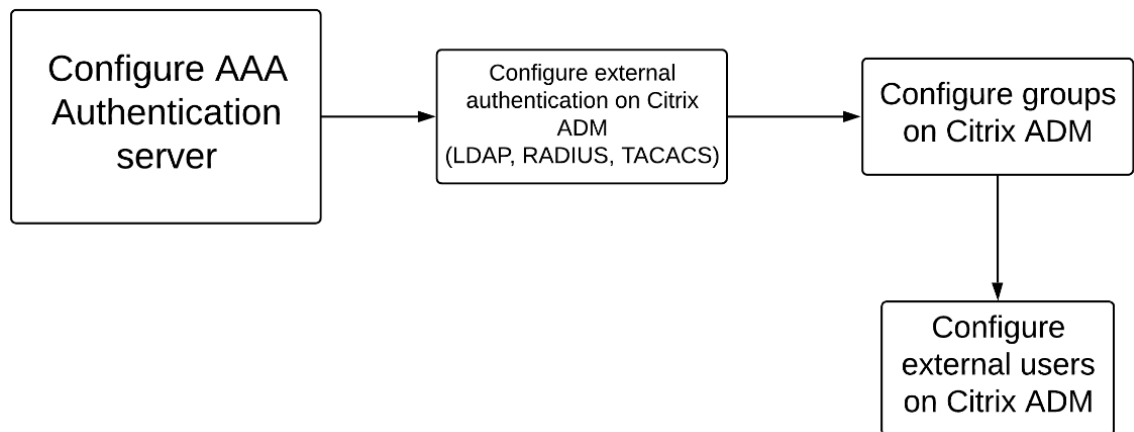 Configure AAA
Authentication
server
Configure external
authentication on Citrix
ADM
(LDAP, RADIUS, TACACS)
Configure groups
on Citrix ADM
Configure
external users
on Citrix ADM